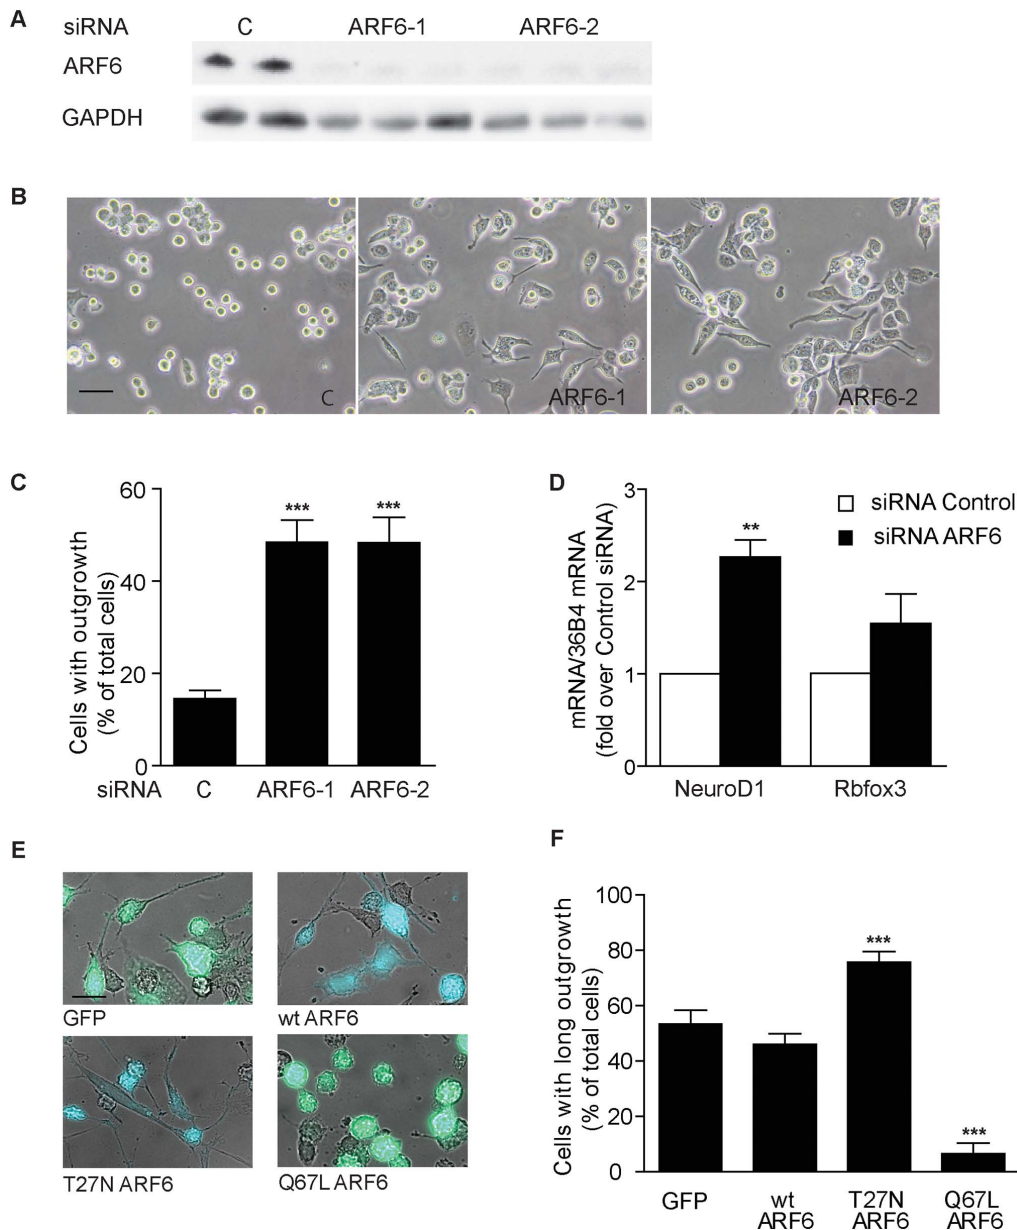 A
siRNA C ARF6-1 ARF6-2
ARF6
GAPDH
B
C ARF6-1 ARF6-2
C
Cells with outgrowth
(% of total cells)
60
40
20
0
***
***
siRNA C ARF6-1 ARF6-2
D
mRNA/36B4 mRNA
(fold over Control siRNA)
3
2
1
0
**
siRNA Control
siRNA ARF6
NeuroD1 Rbfox3
E
GFP
wt ARF6
T27N ARF6
Q67L ARF6
F
Cells with long outgrowth
(% of total cells)
100
80
60
40
20
0
***
***
GFP
wt
ARF6
T27N
ARF6
Q67L
ARF6